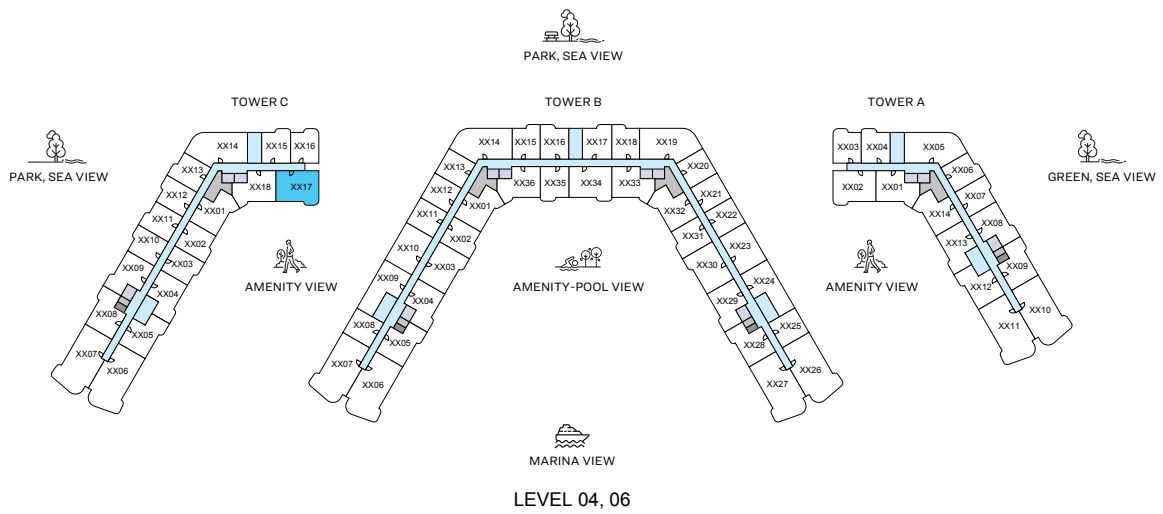 PARK, SEA VIEW
TOWER C
TOWER B
TOWER A
PARK, SEA VIEW
GREEN, SEA VIEW
XX14
XX15
XX16
XX13
XX12
XX11
XX10
XX09
XX08
XX07
XX06
XX05
XX04
XX03
XX02
XX01
XX18
XX17
AMENITY VIEW
XX14
XX15
XX16
XX17
XX18
XX19
XX13
XX12
XX11
XX10
XX09
XX08
XX07
XX06
XX05
XX04
XX03
XX02
XX01
XX36
XX35
XX34
XX33
XX32
XX31
XX30
XX29
XX28
XX27
XX26
XX25
XX24
XX23
XX22
XX21
XX20
AMENITY-POOL VIEW
XX03
XX04
XX05
XX02
XX01
XX06
XX07
XX08
XX09
XX10
XX11
XX12
XX13
XX14
AMENITY VIEW
MARINA VIEW
LEVEL 04, 06